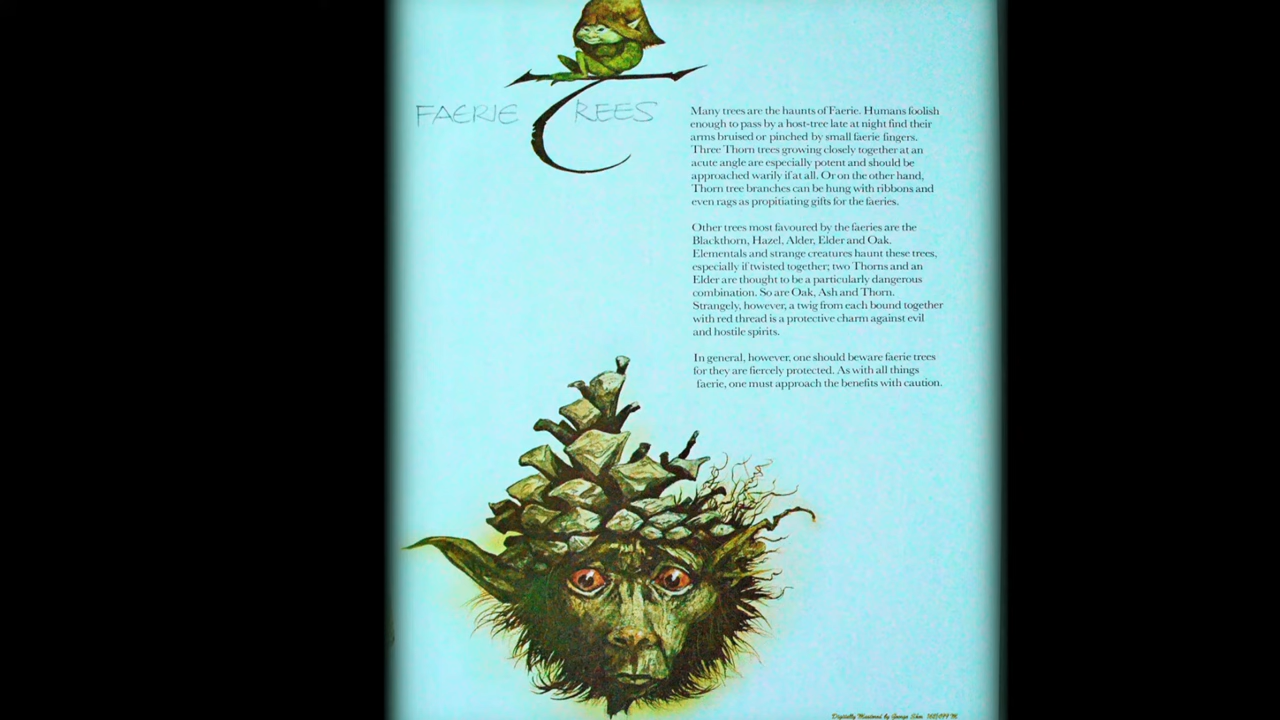 FAERIE TREES
Many trees are the haunts of Faerie. Humans foolish
enough to pass by a host-tree late at night find their
arms bruised or pinched by small faerie fingers.
Three Thorn trees growing closely together at an
acute angle are especially potent and should be
approached warily if at all. Or on the other hand,
Thorn tree branches can be hung with ribbons and
even rags as propitiating gifts for the faeries.
Other trees most favoured by the faeries are the
Blackthorn, Hazel, Alder, Elder and Oak.
Elementals and strange creatures haunt these trees,
especially if twisted together; two Thorns and an
Elder are thought to be a particularly dangerous
combination. So are Oak, Ash and Thorn.
Strangely, however, a twig from each bound together
with red thread is a protective charm against evil
and hostile spirits.
In general, however, one should beware faerie trees
for they are fiercely protected. As with all things
faerie, one must approach the benefits with caution.
Digitally Mastered by George